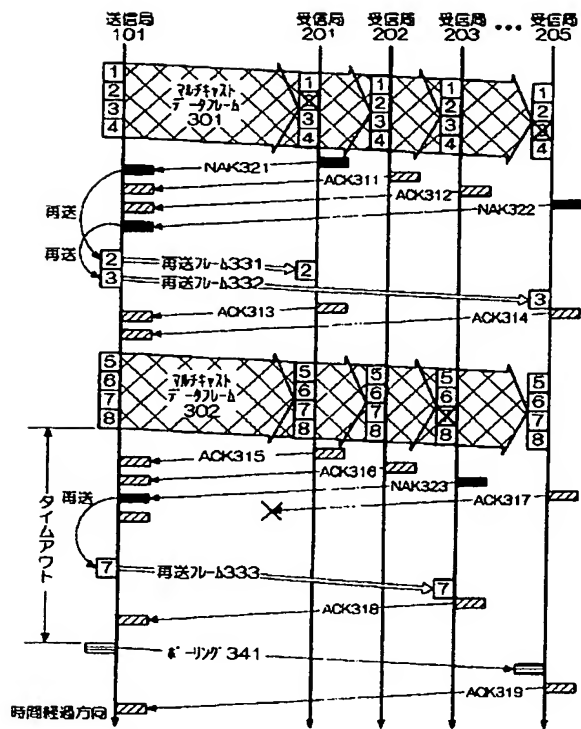 送信局 受信局 受信局 受信局 ••• 受信局
101 201 202 203 205
1 1 1 1 1
2 2 2 2
3 3 3 3
4 4 4 4 4
マルチキャスト
データフレーム
301
NAK321
ACK311
ACK312
NAK322
再送
再送
2 再送フレーム331 2
3 再送フレーム332 3
ACK313
ACK314
5 5 5 5 5
6 6 6 6 6
7 7 7 7
8 8 8 8 8
マルチキャスト
データフレーム
302
ACK315
ACK316
NAK323
ACK317
再送
タイムアウト
7 再送フレーム333 7
ACK318
ポーリング341
ACK319
時間経過方向